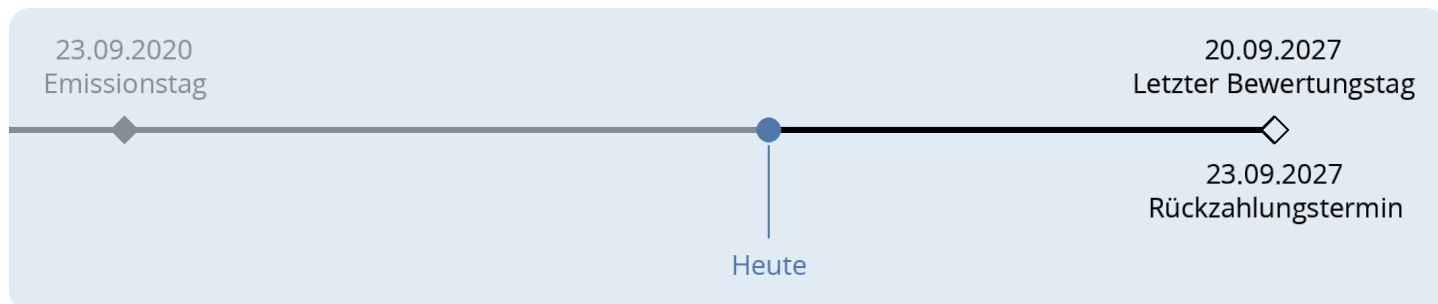 23.09.2020
Emissionstag
20.09.2027
Letzter Bewertungstag
23.09.2027
Rückzahlungstermin
Heute